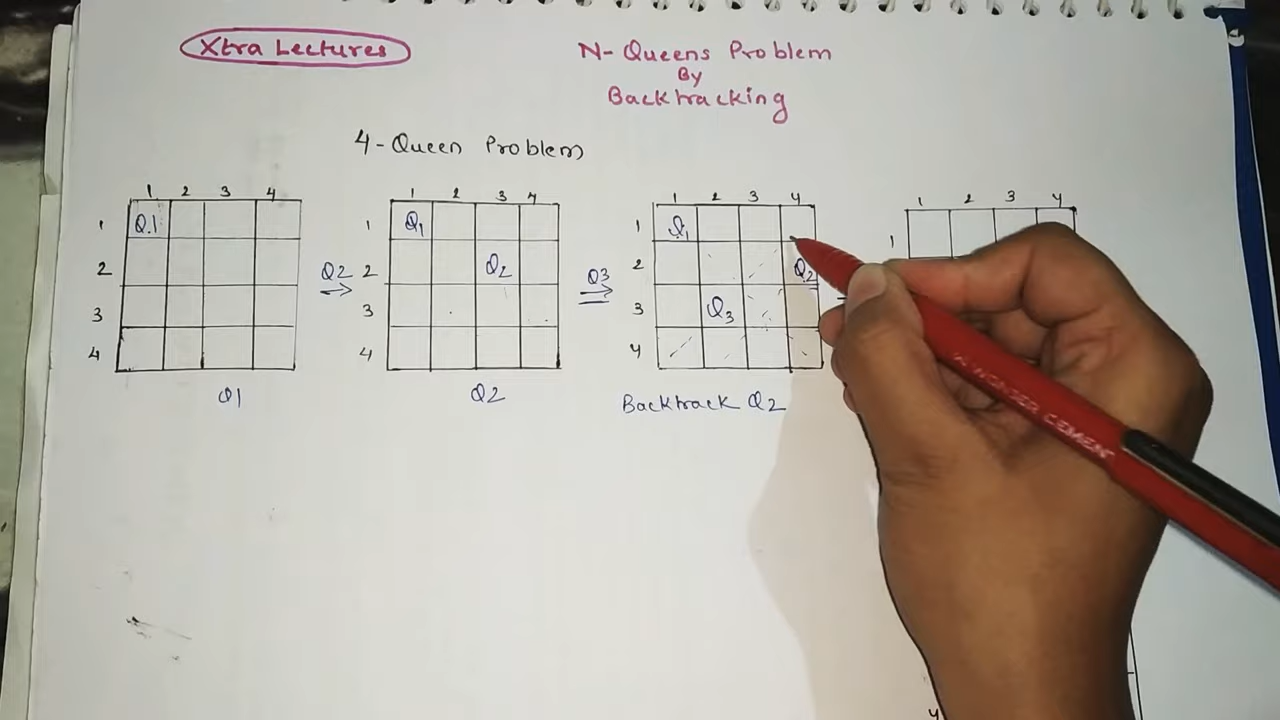 Xtra Lectures
N-Queens Problem
By
Backtracking
4-Queen Problem
1 2 3 4
1 Q1
2
3
4
Q1
Q2
1 2 3 4
1 Q1
2 Q2
3
4
Q2
Q3
1 2 3 4
1 Q1
2 Q2
3 Q3
4
Backtrack Q2
1 2 3 4
1
4